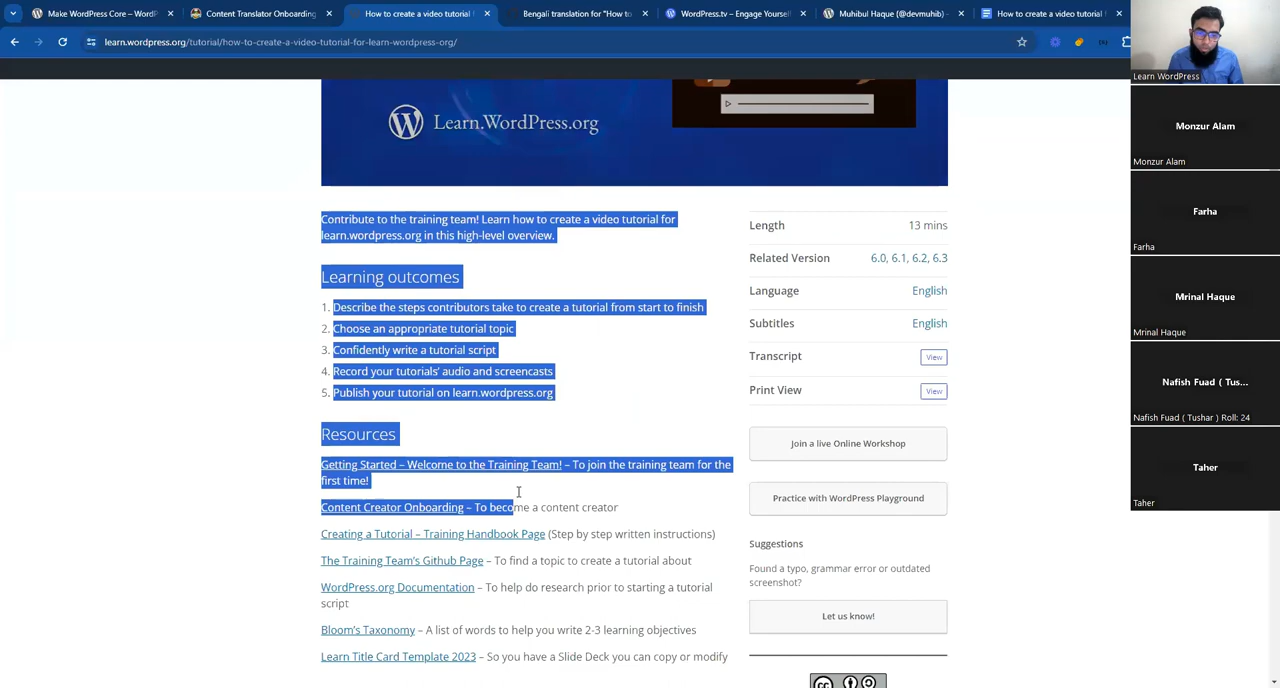 Make WordPress Core – WordP
Content Translator Onboarding
How to create a video tutorial
Bengali translation for "How to
WordPress.tv – Engage Yourself
Muhibul Haque (@devmuhib) –
How to create a video tutorial
learn.wordpress.org/tutorial/how-to-create-a-video-tutorial-for-learn-wordpress-org/
Learn.WordPress.org
Contribute to the training team! Learn how to create a video tutorial for
learn.wordpress.org in this high-level overview.
Learning outcomes
1. Describe the steps contributors take to create a tutorial from start to finish
2. Choose an appropriate tutorial topic
3. Confidently write a tutorial script
4. Record your tutorials' audio and screencasts
5. Publish your tutorial on learn.wordpress.org
Resources
Getting Started – Welcome to the Training Team! – To join the training team for the
first time!
Content Creator Onboarding – To become a content creator
Creating a Tutorial – Training Handbook Page (Step by step written instructions)
The Training Team's Github Page – To find a topic to create a tutorial about
WordPress.org Documentation – To help do research prior to starting a tutorial
script
Bloom's Taxonomy – A list of words to help you write 2-3 learning objectives
Learn Title Card Template 2023 – So you have a Slide Deck you can copy or modify
Length 13 mins
Related Version 6.0, 6.1, 6.2, 6.3
Language English
Subtitles English
Transcript View
Print View View
Join a live Online Workshop
Practice with WordPress Playground
Suggestions
Found a typo, grammar error or outdated
screenshot?
Let us know!
Learn WordPress
Monzur Alam
Monzur Alam
Farha
Farha
Mrinal Haque
Mrinal Haque
Nafish Fuad ( Tus...
Nafish Fuad ( Tushar ) Roll: 24
Taher
Taher